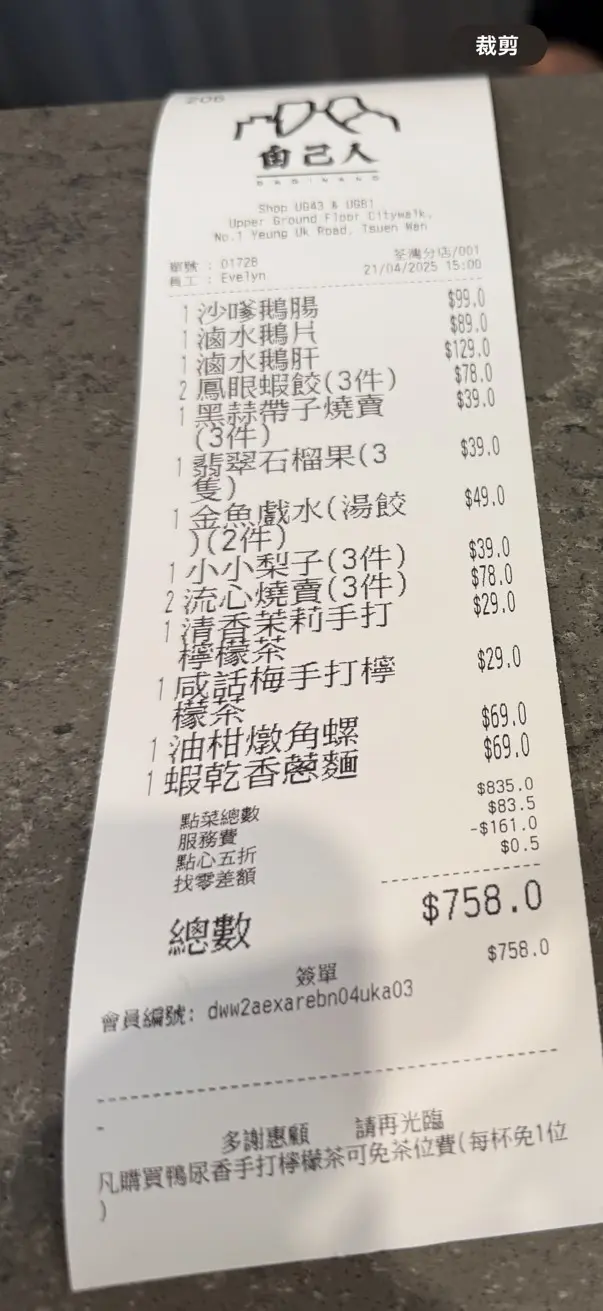 裁剪
206
自己人
Shop UG43 & UG61
Upper Ground Floor Citywalk,
No.1 Yeung Uk Road, Tsuen Wan
單號 : 01728 荃灣分店/001
員工 : Evelyn 21/04/2025 15:00
1 沙嗲鵝腸 $99.0
1 滷水鵝片 $89.0
1 滷水鵝肝 $129.0
2 鳳眼蝦餃(3件) $78.0
1 黑蒜帶子燒賣 $39.0
(3件)
1 翡翠石榴果(3 $39.0
隻)
1 金魚戲水(湯餃 $49.0
)(2件)
1 小小梨子(3件) $39.0
2 流心燒賣(3件) $78.0
1 清香茉莉手打 $29.0
檸檬茶
1 咸話梅手打檸 $29.0
檬茶
1 油柑燉角螺 $69.0
1 蝦乾香蔥麵 $69.0
點菜總數 $835.0
服務費 $83.5
點心五折 -$161.0
找零差額 $0.5
總數 $758.0
簽單 $758.0
會員編號: dww2aexarebn04uka03
-
多謝惠顧 請再光臨
凡購買鴨尿香手打檸檬茶可免茶位費(每杯免1位
)